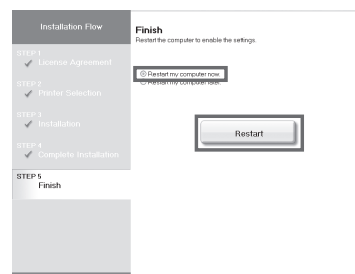 Installation Flow
STEP 1
License Agreement
STEP 2
Printer Selection
STEP 3
Installation
STEP 4
Complete Installation
STEP 5
Finish
Finish
Restart the computer to enable the settings.
Restart my computer now.
Restart my computer later.
Restart